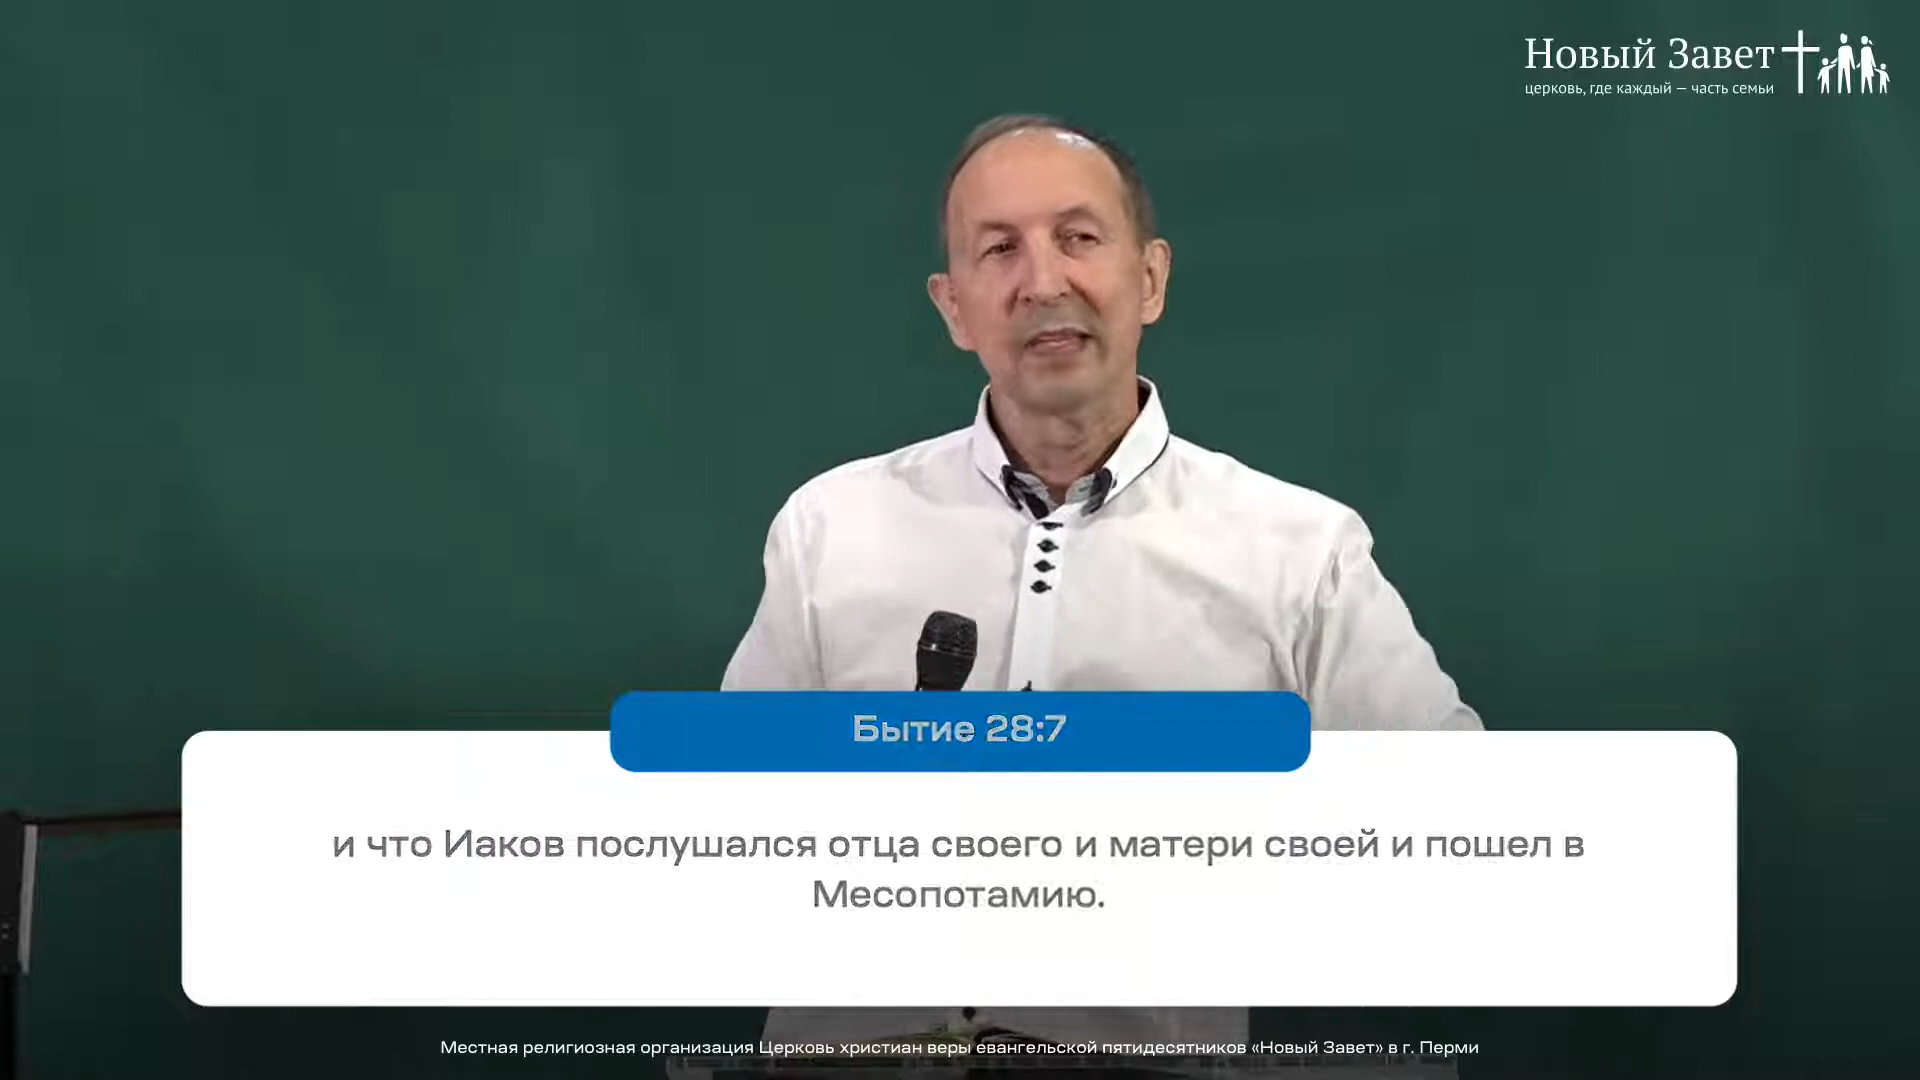 Новый Завет
церковь, где каждый — часть семьи
Бытие 28:7
и что Иаков послушался отца своего и матери своей и пошел в
Месопотамию.
Местная религиозная организация Церковь христиан веры евангельской пятидесятников «Новый Завет» в г. Перми